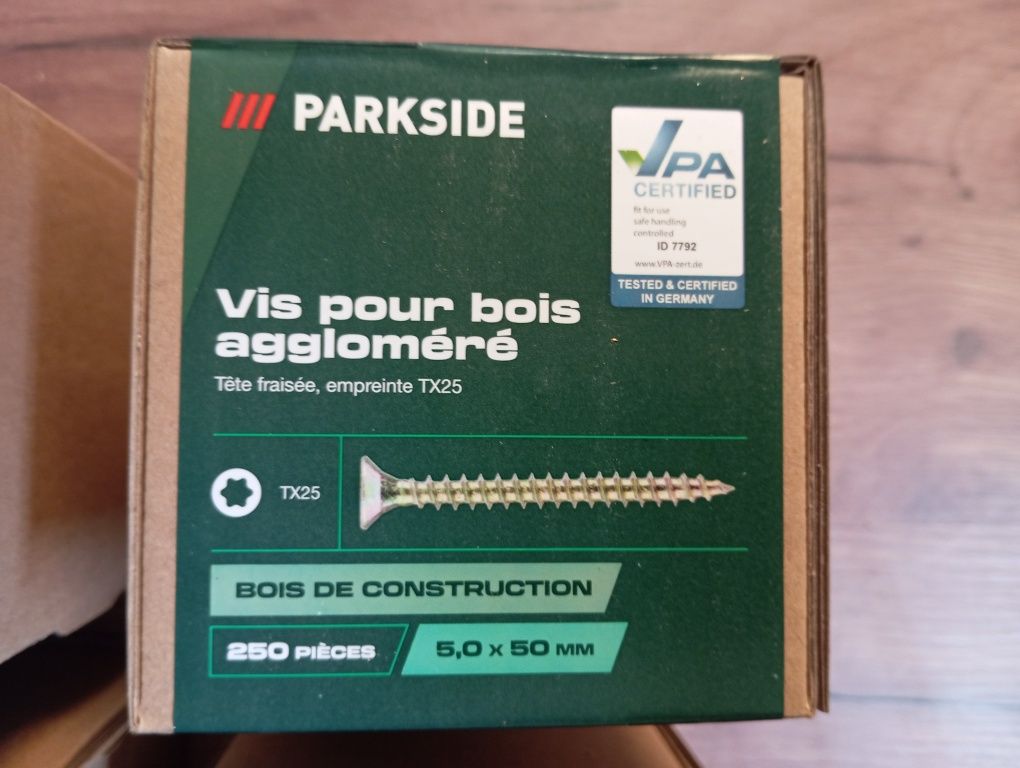 PARKSIDE
VPA
CERTIFIED
fit for use
safe handling
controlled
ID 7792
www.VPA-zert.de
TESTED & CERTIFIED
IN GERMANY
Vis pour bois
aggloméré
Tête fraisée, empreinte TX25
TX25
BOIS DE CONSTRUCTION
250 PIÈCES
5,0 x 50 MM